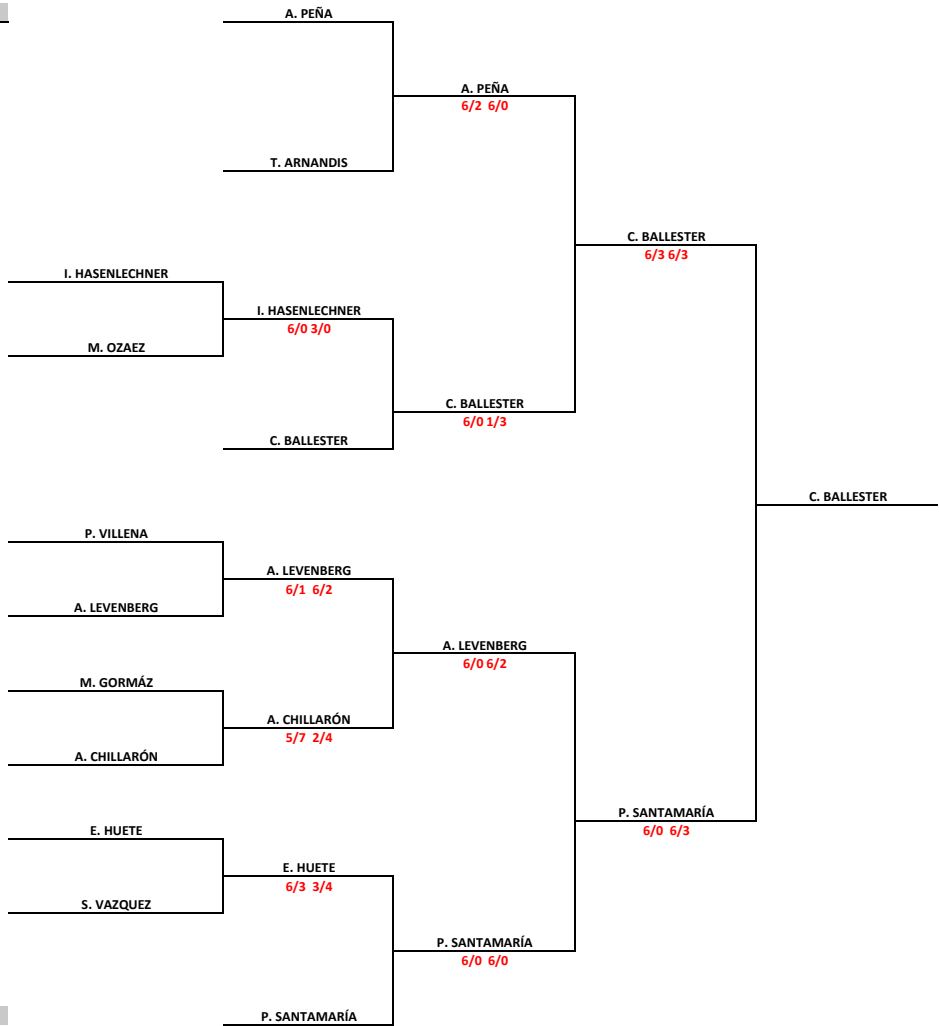 A. PEÑA
A. PEÑA
6/2 6/0
T. ARNANDIS
C. BALLESTER
6/3 6/3
I. HASENLECHNER
I. HASENLECHNER
6/0 3/0
M. OZAEZ
C. BALLESTER
6/0 1/3
C. BALLESTER
C. BALLESTER
P. VILLENA
A. LEVENBERG
6/1 6/2
A. LEVENBERG
A. LEVENBERG
6/0 6/2
M. GORMÁZ
A. CHILLARÓN
5/7 2/4
A. CHILLARÓN
P. SANTAMARÍA
6/0 6/3
E. HUETE
E. HUETE
6/3 3/4
S. VAZQUEZ
P. SANTAMARÍA
6/0 6/0
P. SANTAMARÍA